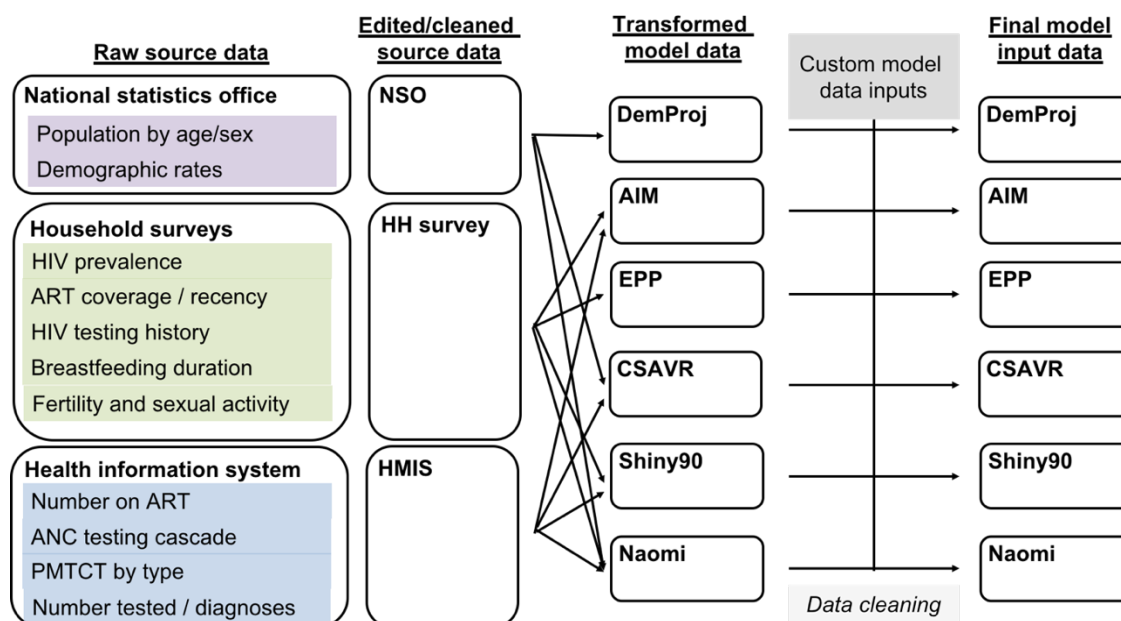 Raw source data
Edited/cleaned
source data
Transformed
model data
Final model
input data
National statistics office
Population by age/sex
Demographic rates
Household surveys
HIV prevalence
ART coverage / recency
HIV testing history
Breastfeeding duration
Fertility and sexual activity
Health information system
Number on ART
ANC testing cascade
PMTCT by type
Number tested / diagnoses
NSO
HH survey
HMIS
DemProj
AIM
EPP
CSAVR
Shiny90
Naomi
Custom model
data inputs
Data cleaning
DemProj
AIM
EPP
CSAVR
Shiny90
Naomi